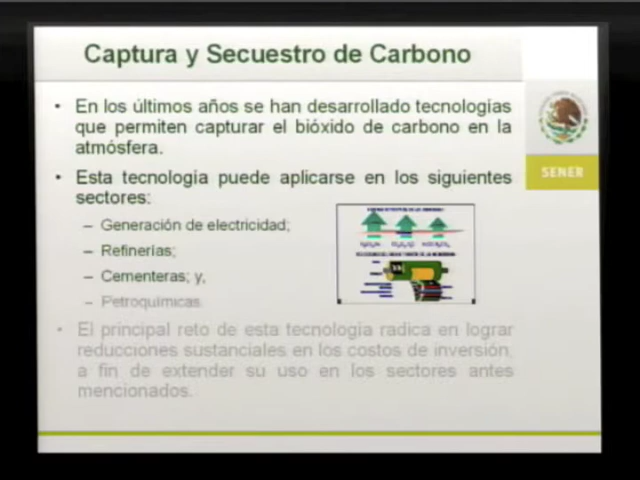 Captura y Secuestro de Carbono
• En los últimos años se han desarrollado tecnologías
que permiten capturar el bióxido de carbono en la
atmósfera.
• Esta tecnología puede aplicarse en los siguientes
sectores:
– Generación de electricidad;
– Refinerías;
– Cementeras; y,
– Petroquímicas.
• El principal reto de esta tecnología radica en lograr
reducciones sustanciales en los costos de inversión,
a fin de extender su uso en los sectores antes
mencionados.
SENER